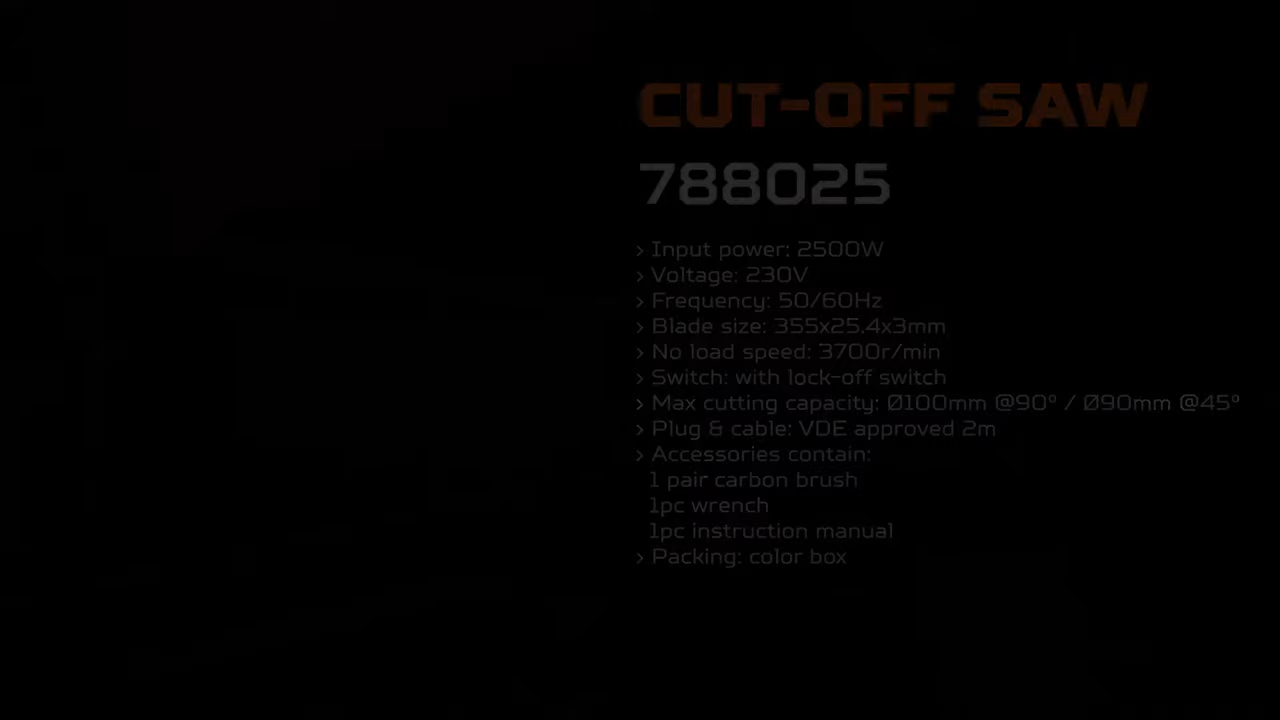 CUT-OFF SAW
788025
› Input power: 2500W
› Voltage: 230V
› Frequency: 50/60Hz
› Blade size: 355x25.4x3mm
› No load speed: 3700r/min
› Switch: with lock-off switch
› Max cutting capacity: Ø100mm @90º / Ø90mm @45º
› Plug & cable: VDE approved 2m
› Accessories contain:
1 pair carbon brush
1pc wrench
1pc instruction manual
› Packing: color box